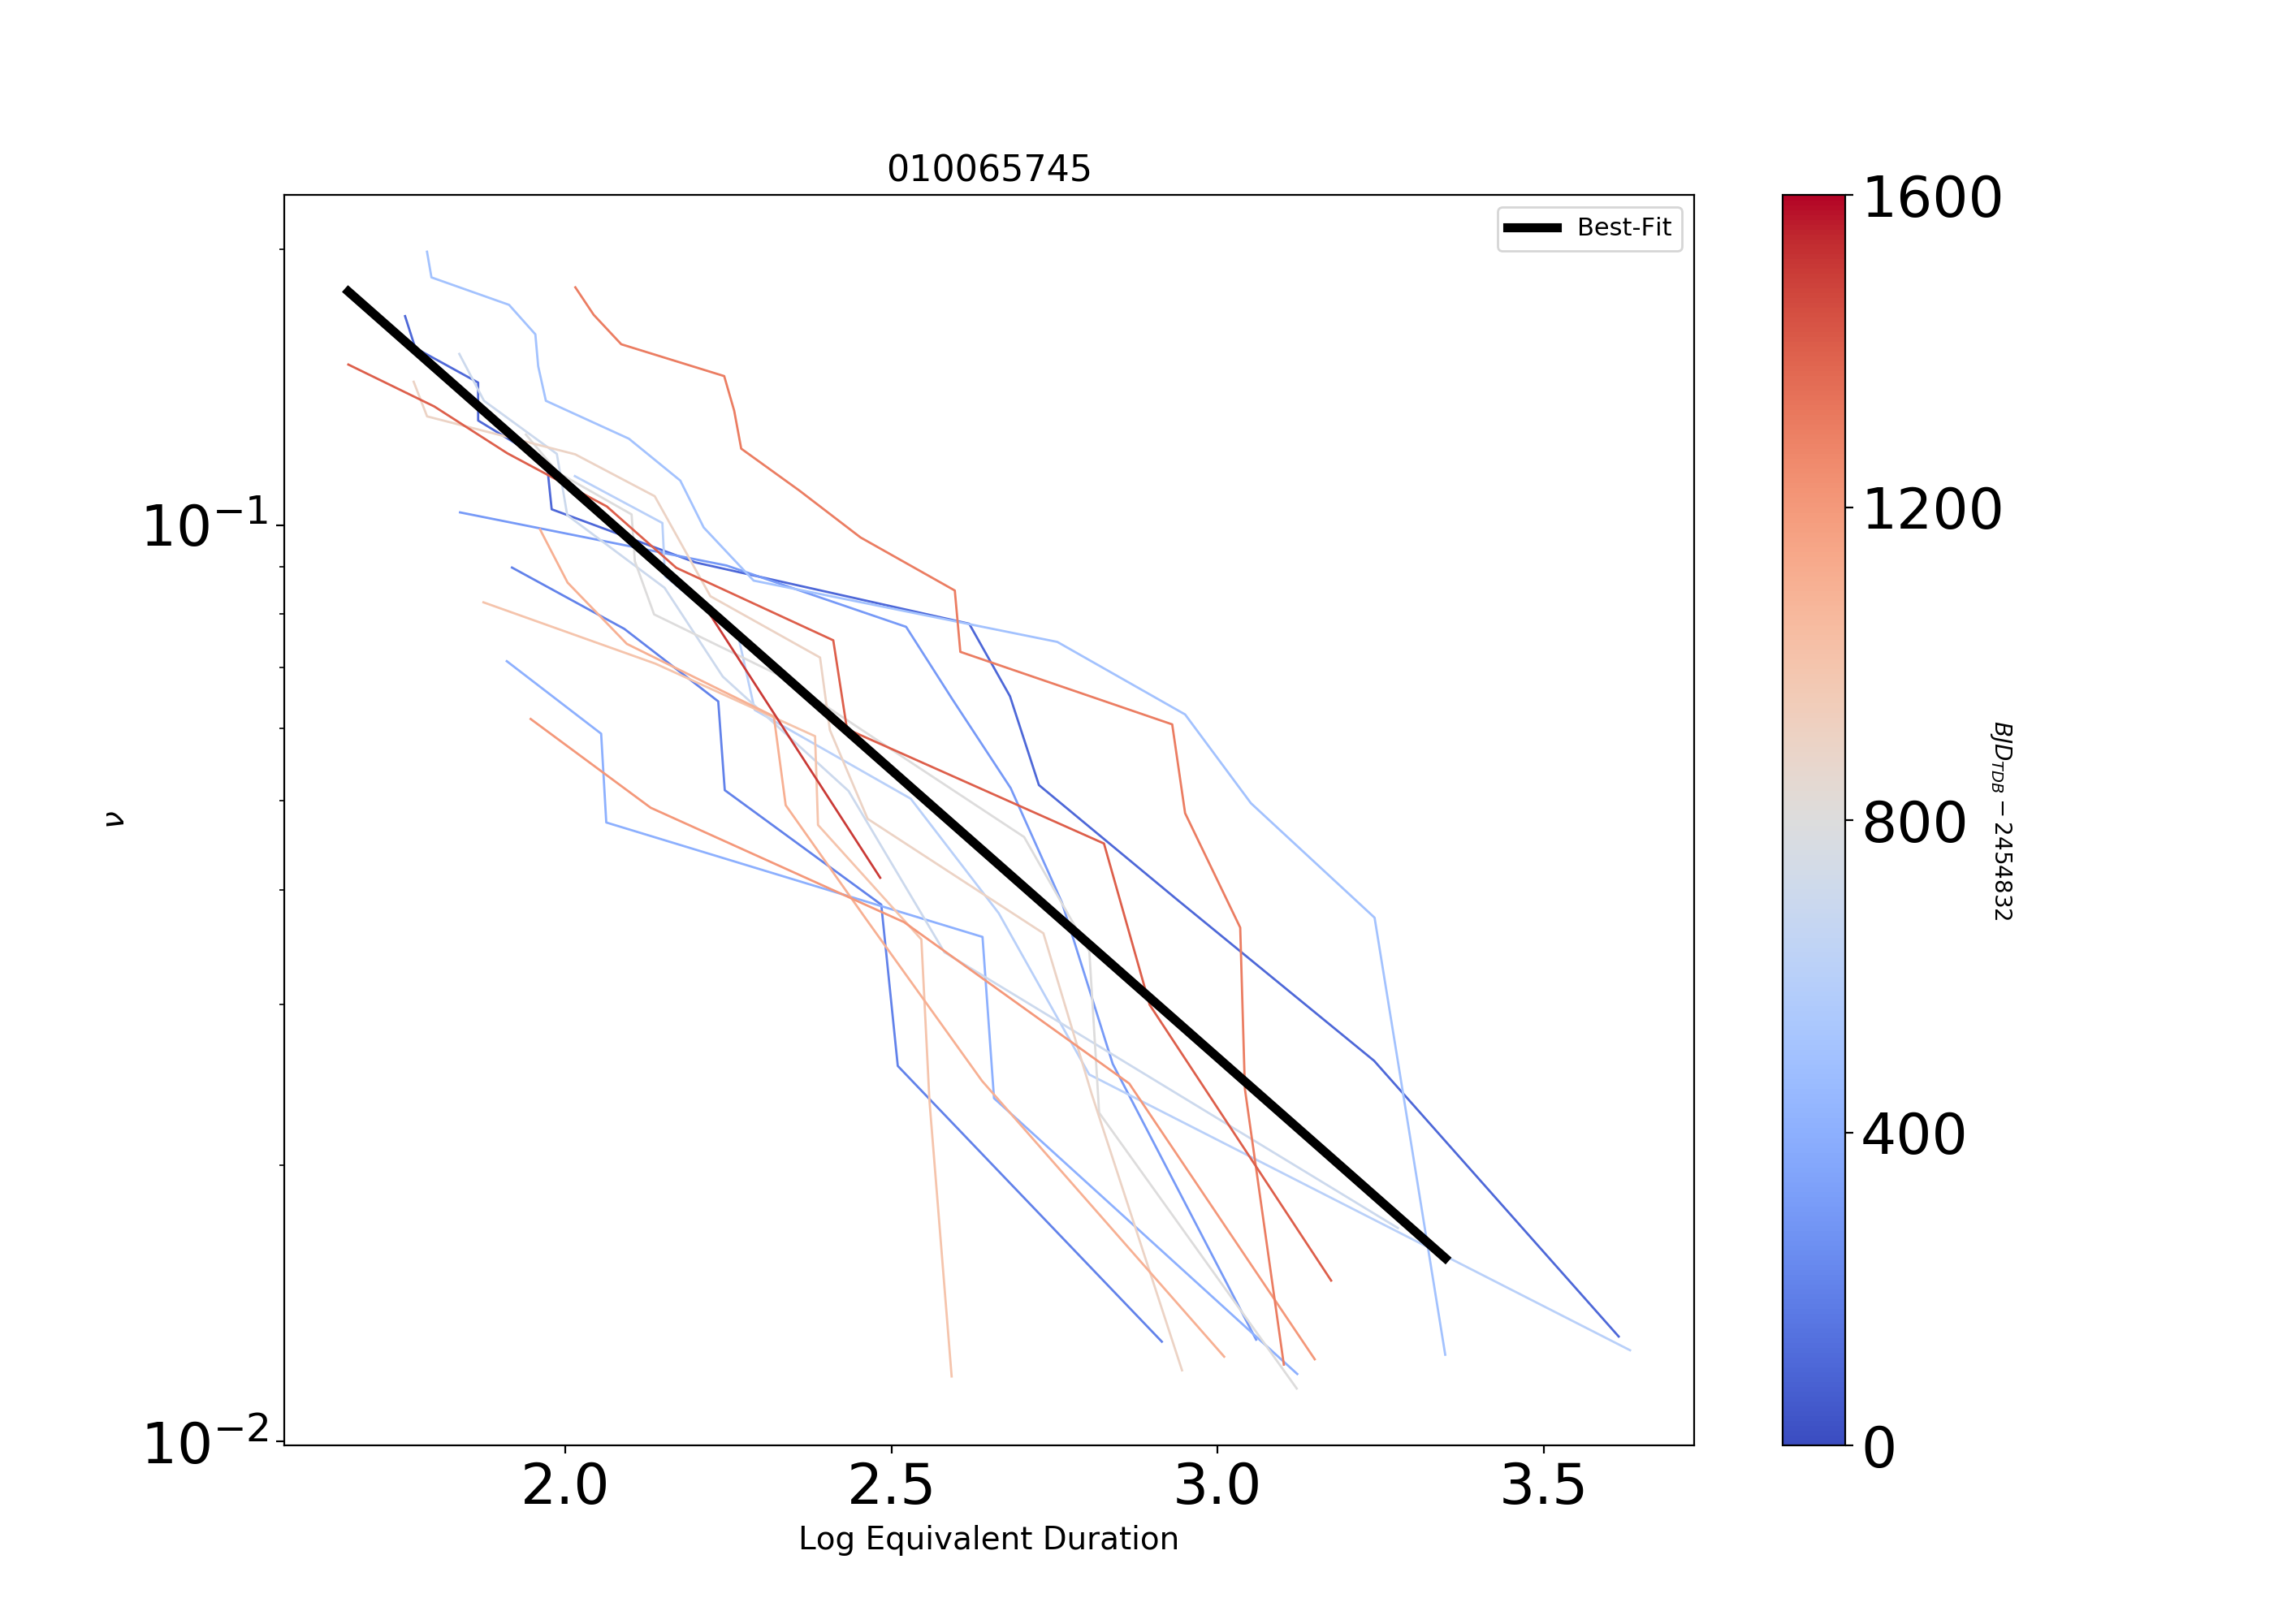 010065745
Best-Fit
10⁻¹
10⁻²
ν
2.0 2.5 3.0 3.5
Log Equivalent Duration
1600
1200
800
400
0
BJD_TDB − 2454832